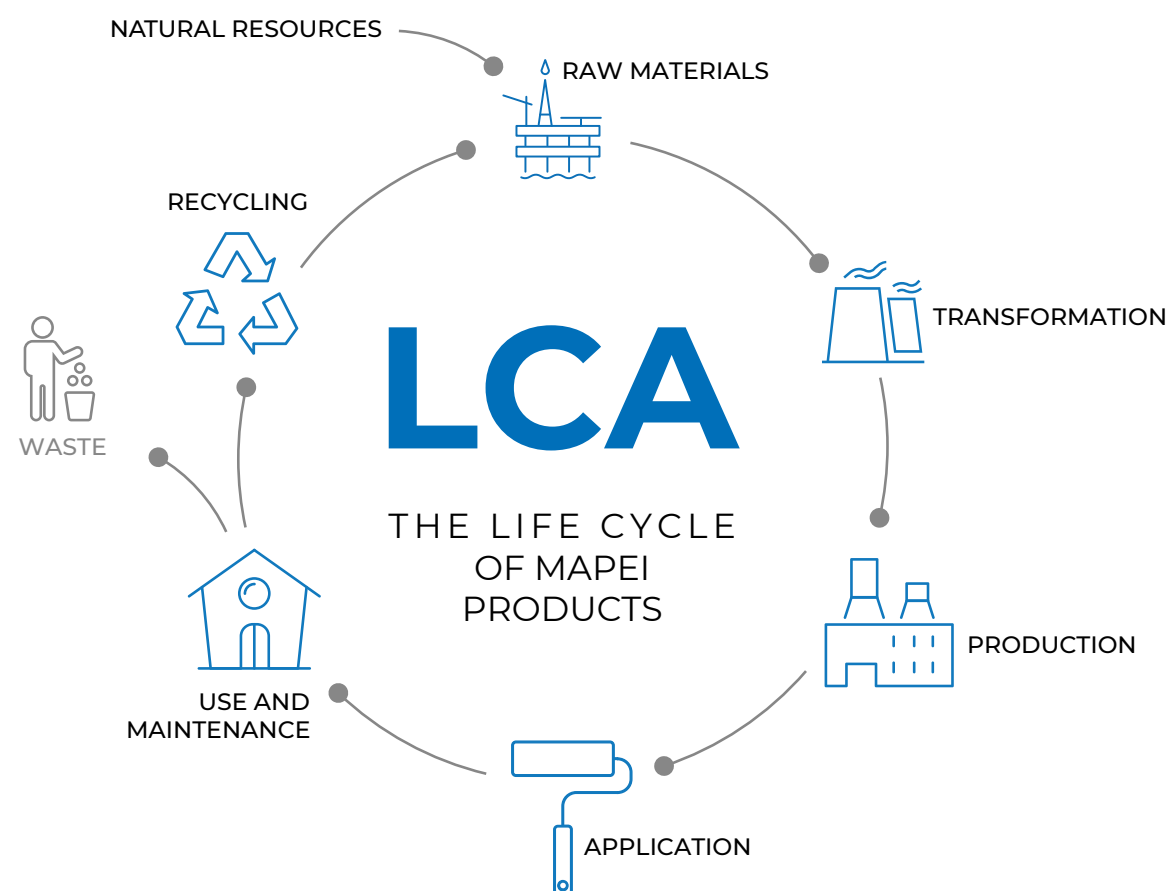 NATURAL RESOURCES
RAW MATERIALS
RECYCLING
TRANSFORMATION
WASTE
LCA
THE LIFE CYCLE
OF MAPEI
PRODUCTS
PRODUCTION
USE AND
MAINTENANCE
APPLICATION